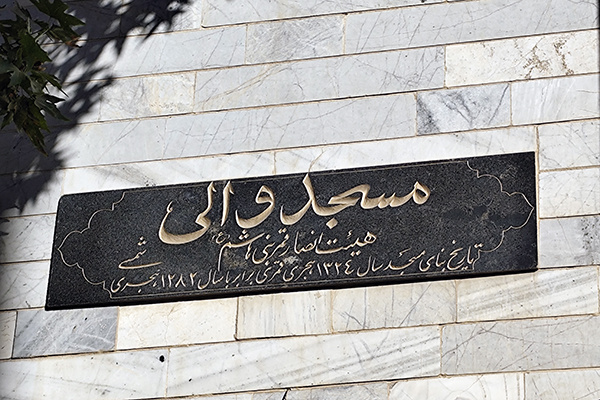 مسجد والی
هیئت انصار قمر بنی هاشم ع
تاریخ بنای مسجد سال ۱۳۲۴ هجری قمری برابر با سال ۱۲۸۲ هجری شمسی